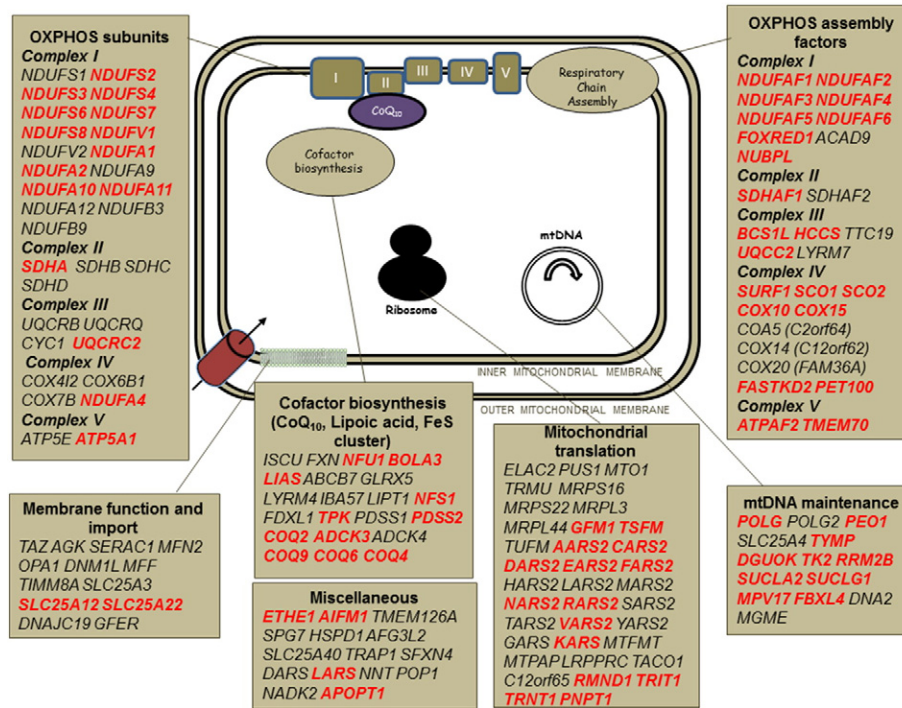 OXPHOS subunits
Complex I
NDUFS1 NDUFS2
NDUFS3 NDUFS4
NDUFS6 NDUFS7
NDUFS8 NDUFV1
NDUFV2 NDUFA1
NDUFA2 NDUFA9
NDUFA10 NDUFA11
NDUFA12 NDUFB3
NDUFB9
Complex II
SDHA SDHB SDHC
SDHD
Complex III
UQCRB UQCRQ
CYC1 UQCRC2
Complex IV
COX4I2 COX6B1
COX7B NDUFA4
Complex V
ATP5E ATP5A1
I
II
III
IV
V
CoQ₁₀
Respiratory
Chain
Assembly
Cofactor
biosynthesis
Ribosome
mtDNA
INNER MITOCHONDRIAL MEMBRANE
OUTER MITOCHONDRIAL MEMBRANE
OXPHOS assembly
factors
Complex I
NDUFAF1 NDUFAF2
NDUFAF3 NDUFAF4
NDUFAF5 NDUFAF6
FOXRED1 ACAD9
NUBPL
Complex II
SDHAF1 SDHAF2
Complex III
BCS1L HCCS TTC19
UQCC2 LYRM7
Complex IV
SURF1 SCO1 SCO2
COX10 COX15
COA5 (C2orf64)
COX14 (C12orf62)
COX20 (FAM36A)
FASTKD2 PET100
Complex V
ATPAF2 TMEM70
Membrane function and
import
TAZ AGK SERAC1 MFN2
OPA1 DNM1L MFF
TIMM8A SLC25A3
SLC25A12 SLC25A22
DNAJC19 GFER
Cofactor biosynthesis
(CoQ₁₀, Lipoic acid, FeS
cluster)
ISCU FXN NFU1 BOLA3
LIAS ABCB7 GLRX5
LYRM4 IBA57 LIPT1 NFS1
FDXL1 TPK PDSS1 PDSS2
COQ2 ADCK3 ADCK4
COQ9 COQ6 COQ4
Miscellaneous
ETHE1 AIFM1 TMEM126A
SPG7 HSPD1 AFG3L2
SLC25A40 TRAP1 SFXN4
DARS LARS NNT POP1
NADK2 APOPT1
Mitochondrial
translation
ELAC2 PUS1 MTO1
TRMU MRPS16
MRPS22 MRPL3
MRPL44 GFM1 TSFM
TUFM AARS2 CARS2
DARS2 EARS2 FARS2
HARS2 LARS2 MARS2
NARS2 RARS2 SARS2
TARS2 VARS2 YARS2
GARS KARS MTFMT
MTPAP LRPPRC TACO1
C12orf65 RMND1 TRIT1
TRNT1 PNPT1
mtDNA maintenance
POLG POLG2 PEO1
SLC25A4 TYMP
DGUOK TK2 RRM2B
SUCLA2 SUCLG1
MPV17 FBXL4 DNA2
MGME